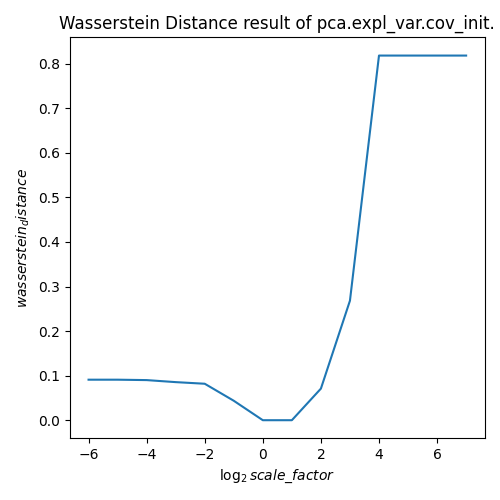 Wasserstein Distance result of pca.expl_var.cov_init.
0.8
0.7
0.6
0.5
0.4
0.3
0.2
0.1
0.0
wasserstein_distance
−6 −4 −2 0 2 4 6
log₂ scale_factor